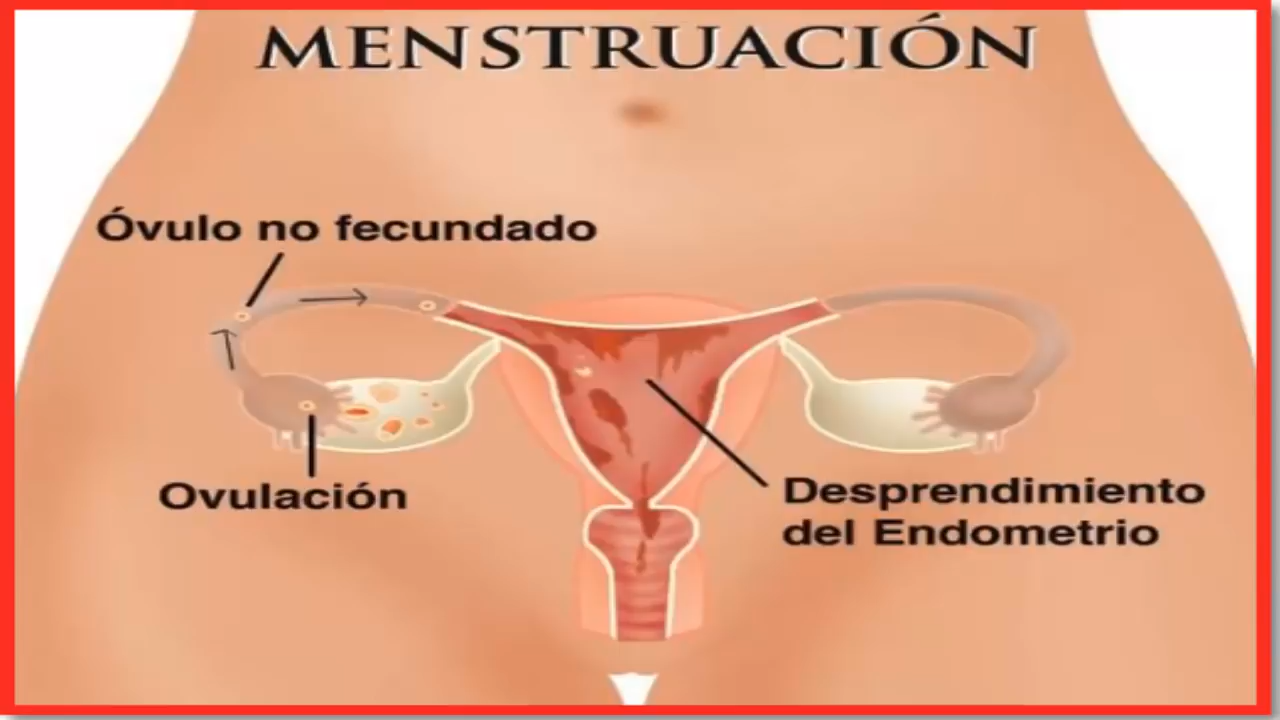 MENSTRUACIÓN
Óvulo no fecundado
Ovulación
Desprendimiento
del Endometrio